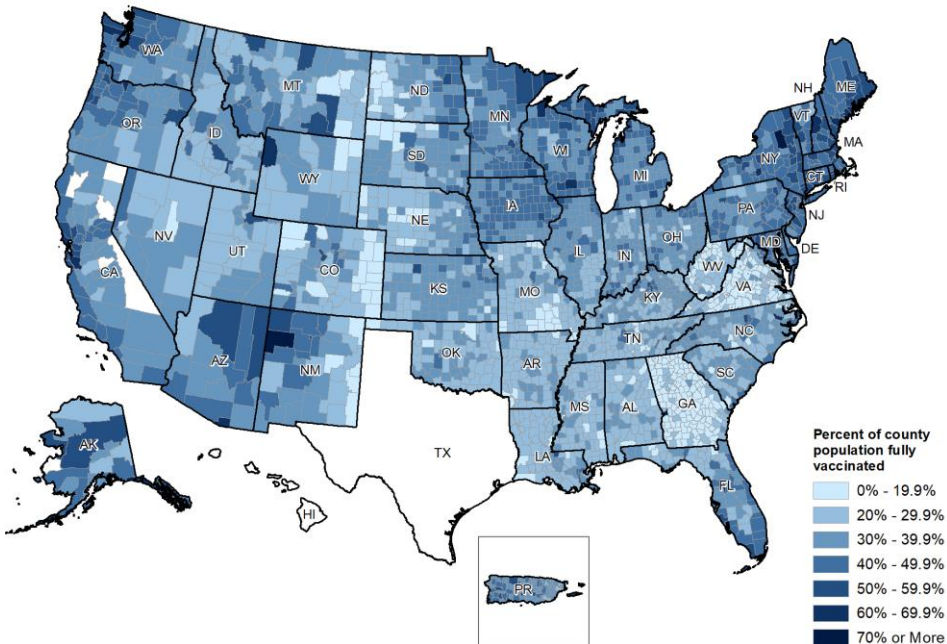 WA
MT
ND
MN
OR
ID
SD
WI
MI
NH
VT
ME
MA
NY
CT
RI
WY
IA
NE
PA
NJ
NV
UT
CO
IL
IN
OH
MD
DE
CA
KS
MO
WV
VA
KY
AZ
NM
OK
AR
TN
NC
SC
MS
AL
GA
LA
TX
AK
HI
FL
PR
Percent of county
population fully
vaccinated
0% - 19.9%
20% - 29.9%
30% - 39.9%
40% - 49.9%
50% - 59.9%
60% - 69.9%
70% or More